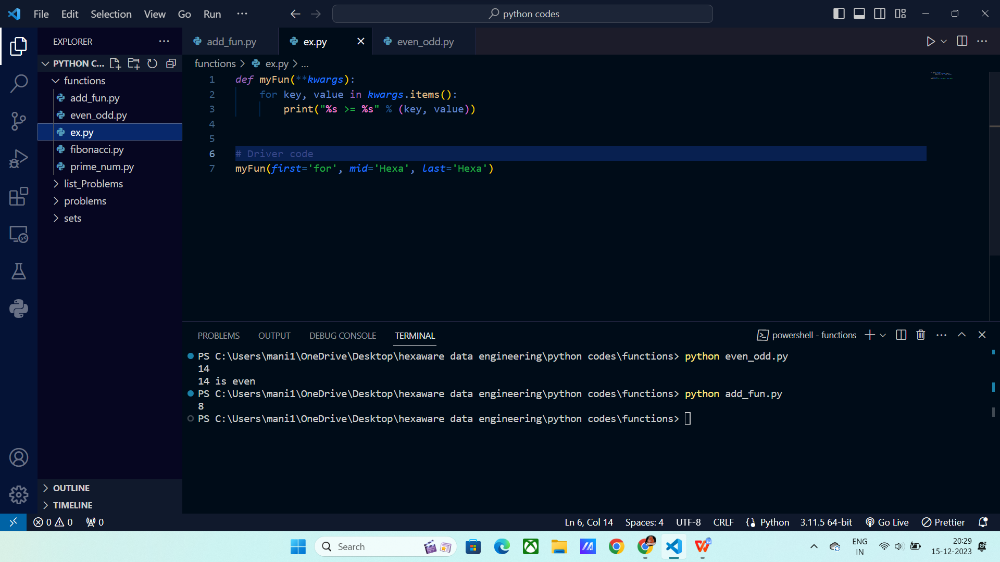 File Edit Selection View Go Run ...
python codes
EXPLORER
PYTHON C...
functions
add_fun.py
even_odd.py
ex.py
fibonacci.py
prime_num.py
list_Problems
problems
sets
OUTLINE
TIMELINE
add_fun.py ex.py even_odd.py
functions > ex.py > ...
1 def myFun(**kwargs):
2 for key, value in kwargs.items():
3 print("%s >= %s" % (key, value))
4
5
6 # Driver code
7 myFun(first='for', mid='Hexa', last='Hexa')
PROBLEMS OUTPUT DEBUG CONSOLE TERMINAL
powershell - functions
PS C:\Users\mani1\OneDrive\Desktop\hexaware data engineering\python codes\functions> python even_odd.py
14
14 is even
PS C:\Users\mani1\OneDrive\Desktop\hexaware data engineering\python codes\functions> python add_fun.py
8
PS C:\Users\mani1\OneDrive\Desktop\hexaware data engineering\python codes\functions>
0 0 0
Ln 6, Col 14 Spaces: 4 UTF-8 CRLF Python 3.11.5 64-bit Go Live Prettier
Search
ENG
IN
20:29
15-12-2023